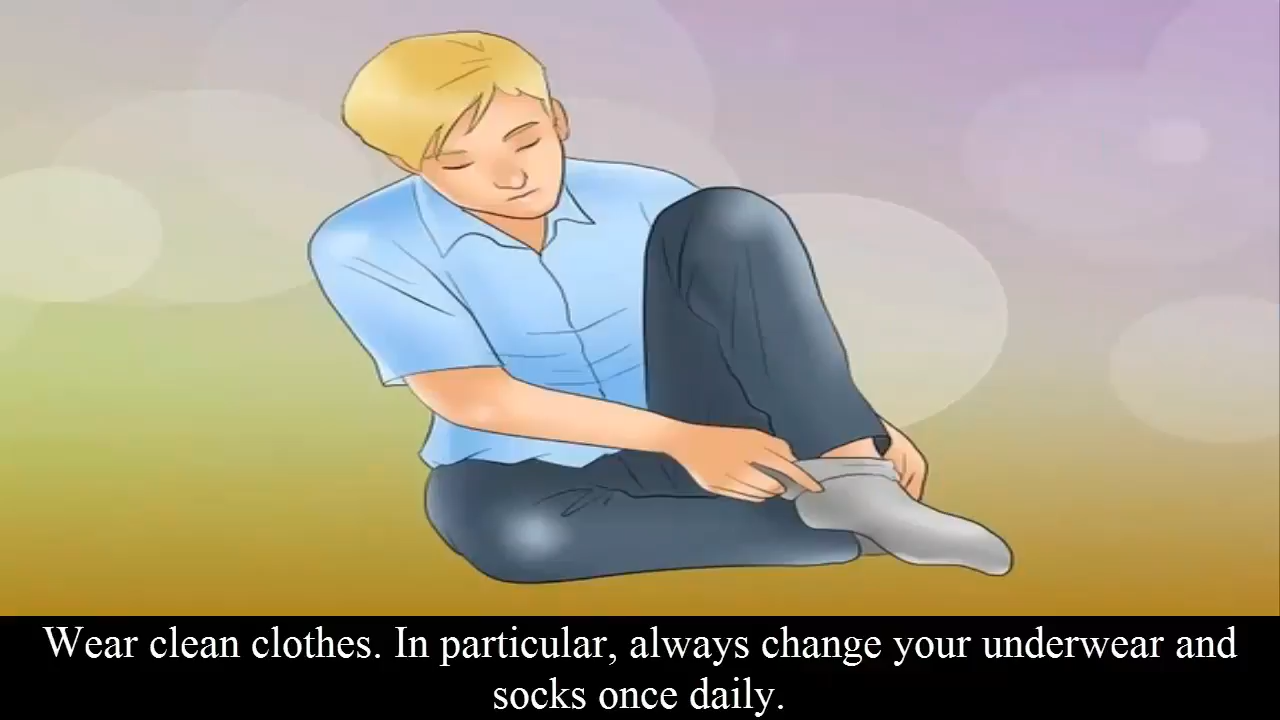 Wear clean clothes. In particular, always change your underwear and
socks once daily.